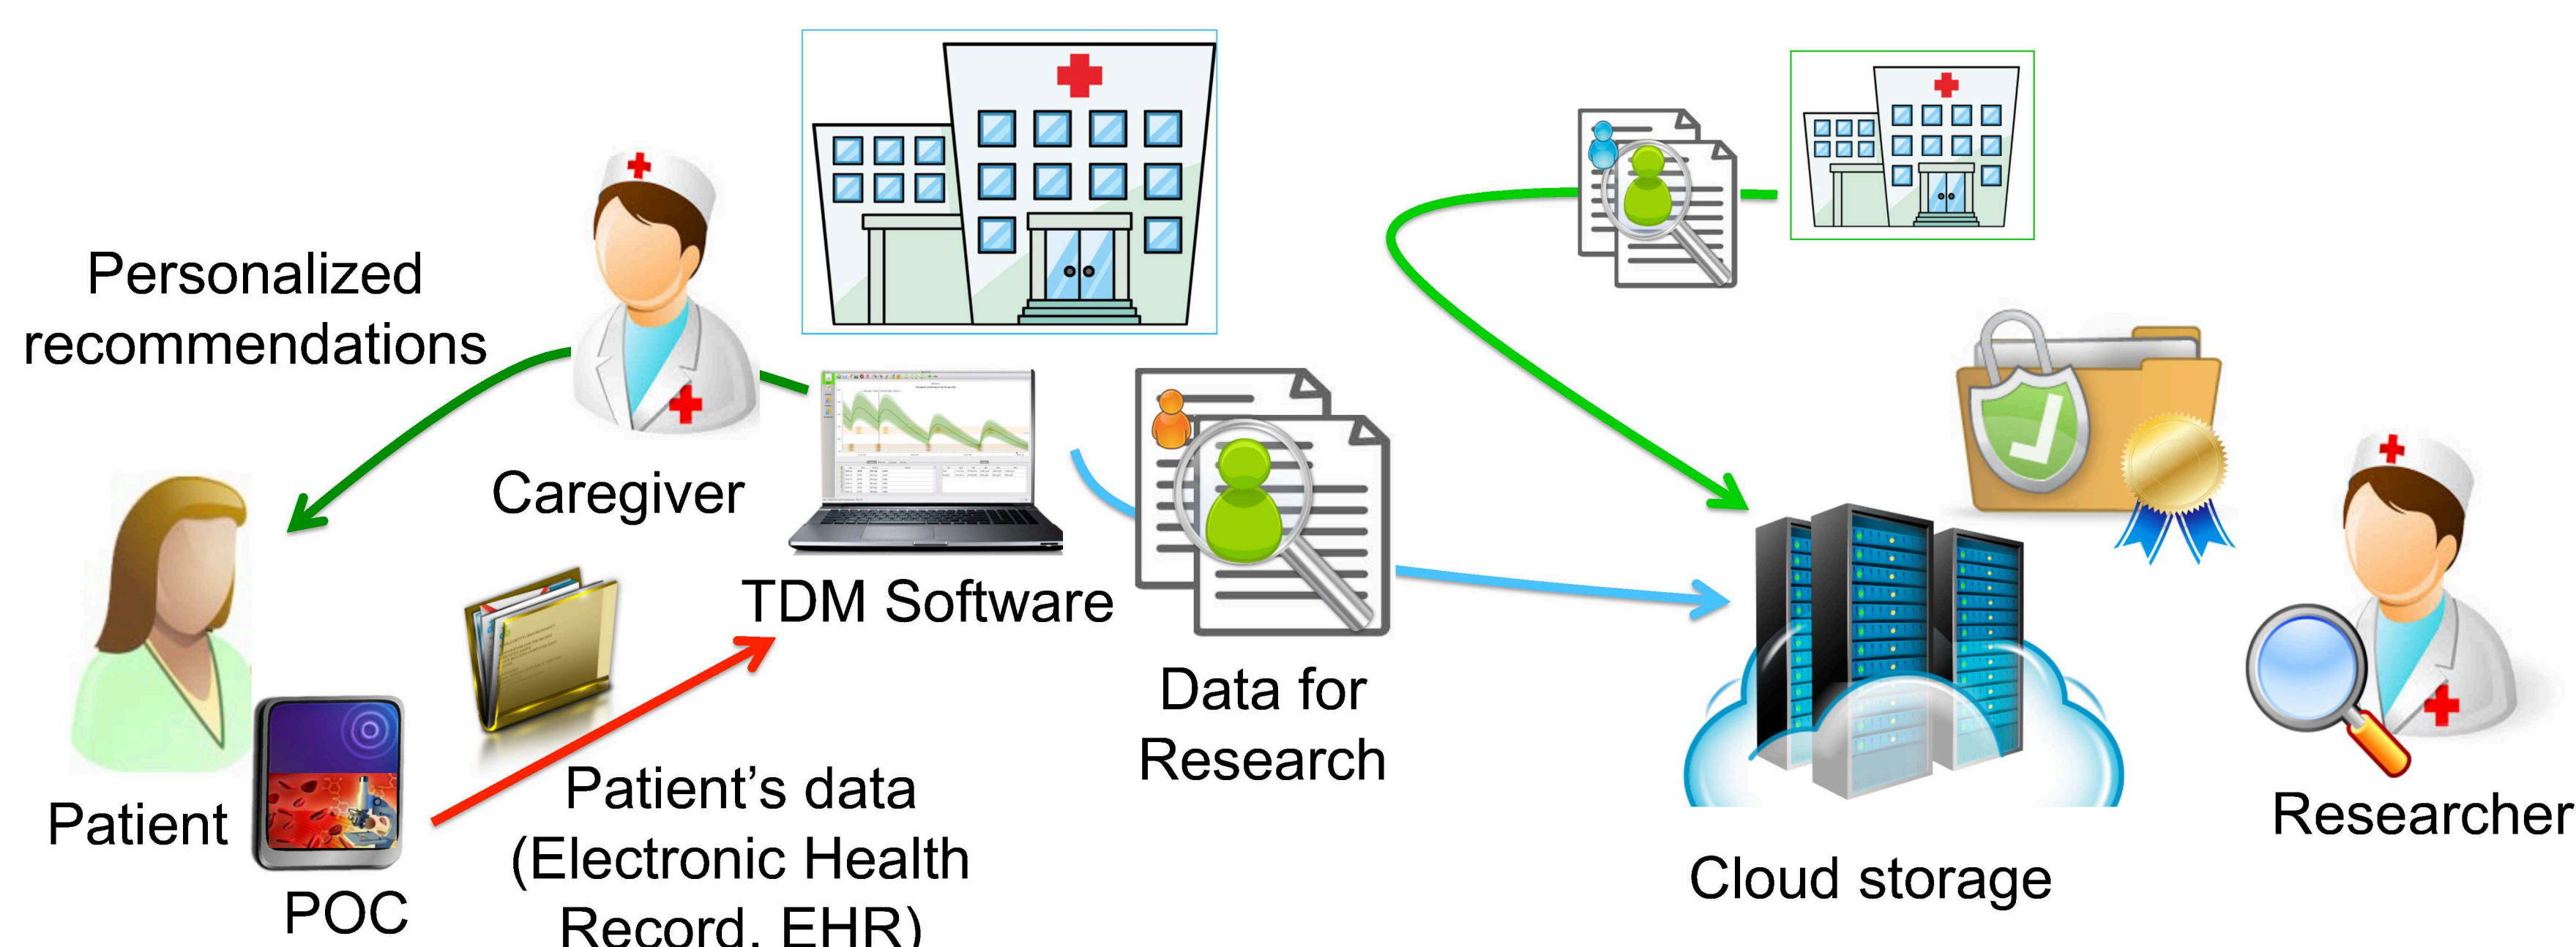 Personalized
recommendations
Caregiver
TDM Software
Patient
POC
Patient’s data
(Electronic Health
Record, EHR)
Data for
Research
Cloud storage
Researcher